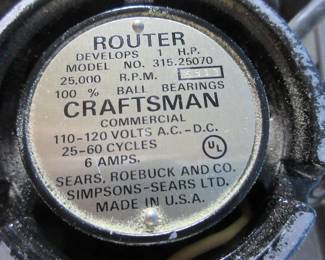 ROUTER
DEVELOPS 1 H.P.
MODEL NO. 315.25070
25,000 R.P.M.
100 % BALL BEARINGS
CRAFTSMAN
COMMERCIAL
110-120 VOLTS A.C.-D.C.
25-60 CYCLES
6 AMPS.
UL
SEARS, ROEBUCK AND CO.
SIMPSONS-SEARS LTD.
MADE IN U.S.A.